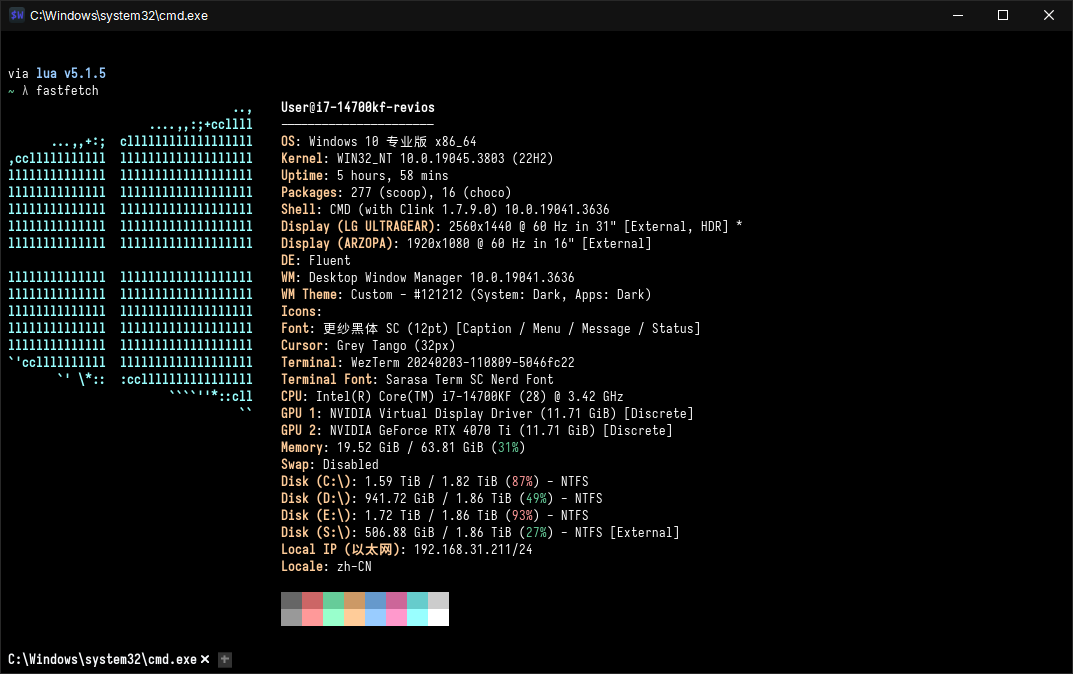 C:\Windows\system32\cmd.exe
via lua v5.1.5
~ λ fastfetch
User@i7-14700kf-revios
----------------------
OS: Windows 10 专业版 x86_64
Kernel: WIN32_NT 10.0.19045.3803 (22H2)
Uptime: 5 hours, 58 mins
Packages: 277 (scoop), 16 (choco)
Shell: CMD (with Clink 1.7.9.0) 10.0.19041.3636
Display (LG ULTRAGEAR): 2560x1440 @ 60 Hz in 31" [External, HDR] *
Display (ARZOPA): 1920x1080 @ 60 Hz in 16" [External]
DE: Fluent
WM: Desktop Window Manager 10.0.19041.3636
WM Theme: Custom - #121212 (System: Dark, Apps: Dark)
Icons:
Font: 更纱黑体 SC (12pt) [Caption / Menu / Message / Status]
Cursor: Grey Tango (32px)
Terminal: WezTerm 20240203-110809-5046fc22
Terminal Font: Sarasa Term SC Nerd Font
CPU: Intel(R) Core(TM) i7-14700KF (28) @ 3.42 GHz
GPU 1: NVIDIA Virtual Display Driver (11.71 GiB) [Discrete]
GPU 2: NVIDIA GeForce RTX 4070 Ti (11.71 GiB) [Discrete]
Memory: 19.52 GiB / 63.81 GiB (31%)
Swap: Disabled
Disk (C:\): 1.59 TiB / 1.82 TiB (87%) - NTFS
Disk (D:\): 941.72 GiB / 1.86 TiB (49%) - NTFS
Disk (E:\): 1.72 TiB / 1.86 TiB (93%) - NTFS
Disk (S:\): 506.88 GiB / 1.86 TiB (27%) - NTFS [External]
Local IP (以太网): 192.168.31.211/24
Locale: zh-CN
C:\Windows\system32\cmd.exe × +